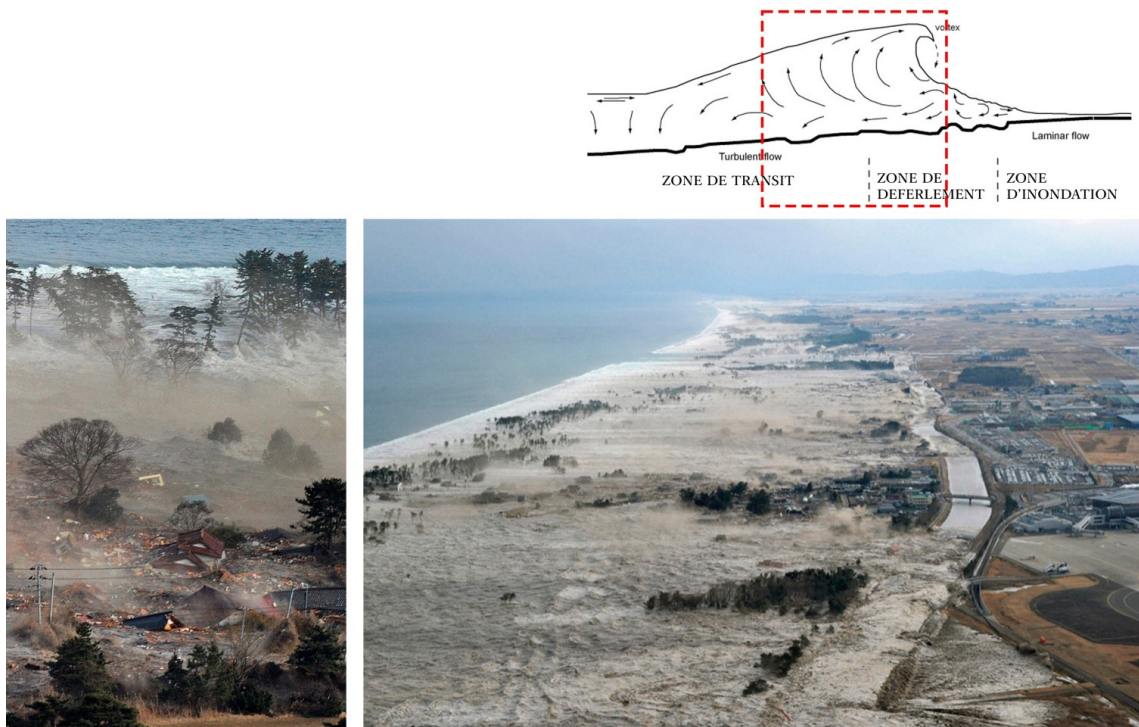 vortex
Laminar flow
Turbulent flow
ZONE DE TRANSIT
ZONE DE
DEFERLEMENT
ZONE
D'INONDATION